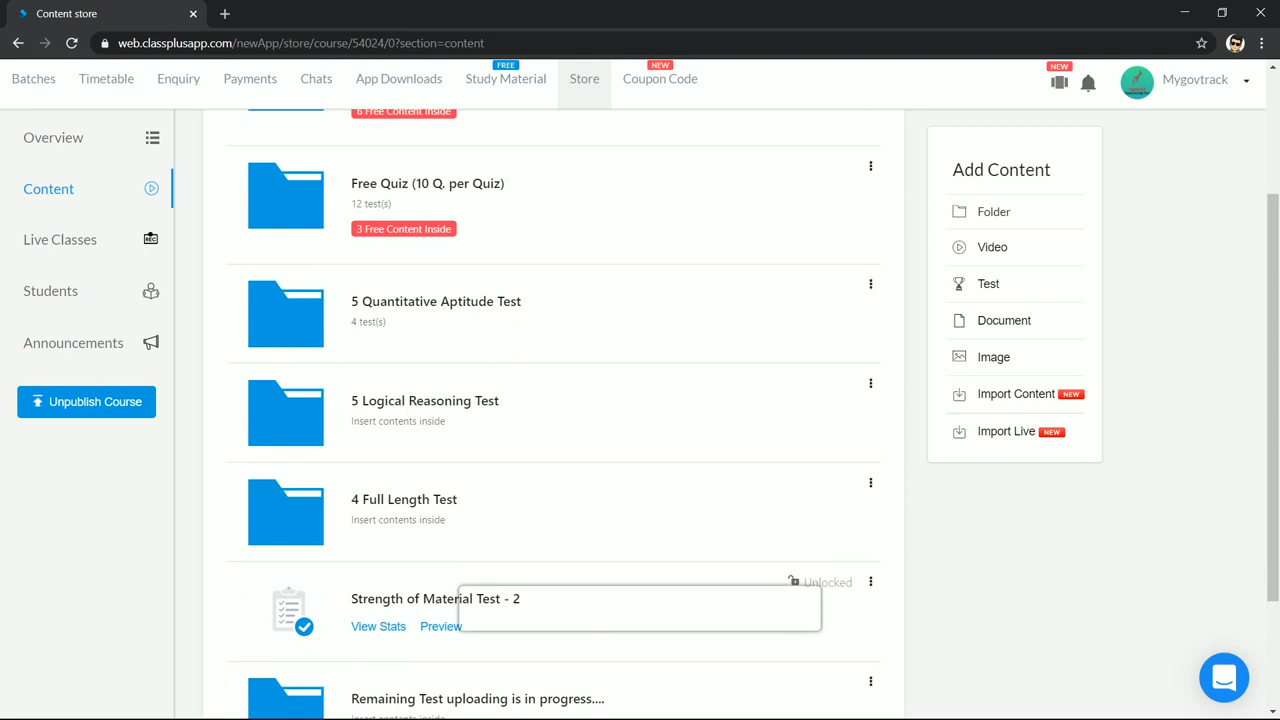 Content store
web.classplusapp.com/newApp/store/course/54024/0?section=content
Batches Timetable Enquiry Payments Chats App Downloads FREE Study Material Store NEW Coupon Code NEW Mygovtrack
Overview
Content
Live Classes
REC
Students
Announcements
Unpublish Course
6 Free Content Inside
Free Quiz (10 Q. per Quiz)
12 test(s)
3 Free Content Inside
5 Quantitative Aptitude Test
4 test(s)
5 Logical Reasoning Test
Insert contents inside
4 Full Length Test
Insert contents inside
Unlocked
Strength of Material Test - 2
View Stats Preview
Remaining Test uploading is in progress....
Insert contents inside
Add Content
Folder
Video
Test
Document
Image
Import Content NEW
Import Live NEW